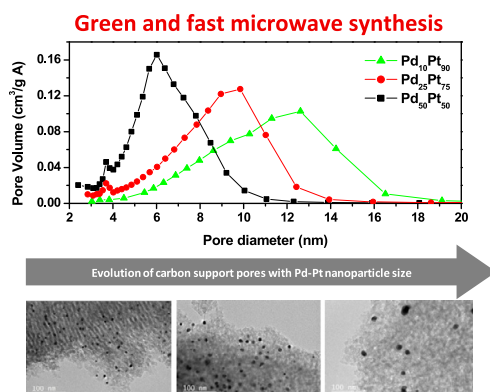 Green and fast microwave synthesis
Pore Volume (cm³/g A)
0.16
0.12
0.08
0.04
0.00
Pd₁₀Pt₉₀
Pd₂₅Pt₇₅
Pd₅₀Pt₅₀
2 4 6 8 10 12 14 16 18 20
Pore diameter (nm)
Evolution of carbon support pores with Pd-Pt nanoparticle size
100 nm
100 nm
100 nm